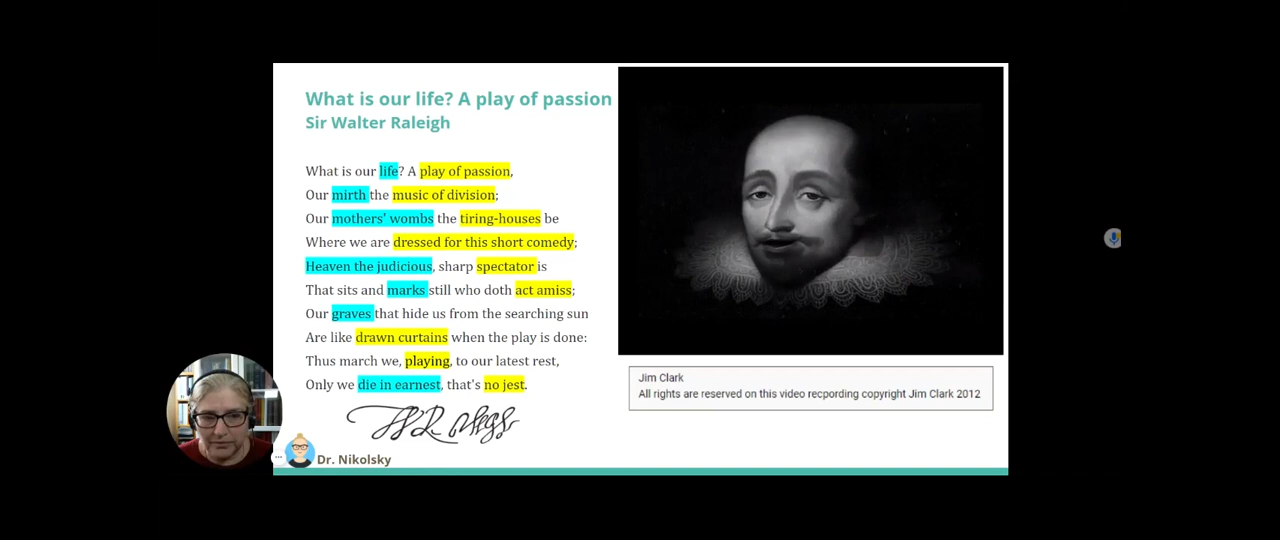 What is our life? A play of passion
Sir Walter Raleigh
What is our life? A play of passion,
Our mirth the music of division;
Our mothers' wombs the tiring-houses be
Where we are dressed for this short comedy;
Heaven the judicious, sharp spectator is
That sits and marks still who doth act amiss;
Our graves that hide us from the searching sun
Are like drawn curtains when the play is done:
Thus march we, playing, to our latest rest,
Only we die in earnest, that's no jest.
Dr. Nikolsky
Jim Clark
All rights are reserved on this video recpording copyright Jim Clark 2012